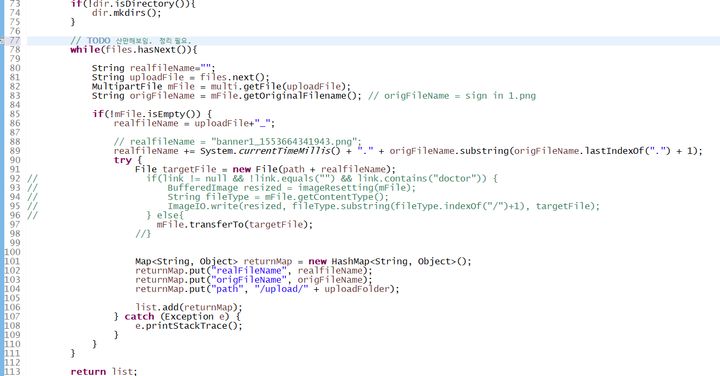 73 if(!dir.isDirectory()){
74 dir.mkdirs();
75 }
76
77 // TODO 산만해보임. 정리 필요.
78 while(files.hasNext()){
79
80 String realfileName="";
81 String uploadFile = files.next();
82 MultipartFile mFile = multi.getFile(uploadFile);
83 String origFileName = mFile.getOriginalFilename(); // origFileName = sign in 1.png
84
85 if(!mFile.isEmpty()) {
86 realfileName = uploadFile+"_";
87
88 // realfileName = "banner1_1553664341943.png";
89 realfileName += System.currentTimeMillis() + "." + origFileName.substring(origFileName.lastIndexOf(".") + 1);
90 try {
91 File targetFile = new File(path + realfileName);
92 // if(link != null && !link.equals("") && link.contains("doctor")) {
93 // BufferedImage resized = imageResetting(mFile);
94 // String fileType = mFile.getContentType();
95 // ImageIO.write(resized, fileType.substring(fileType.indexOf("/")+1), targetFile);
96 // } else{
97 mFile.transferTo(targetFile);
98 //}
99
100
101 Map<String, Object> returnMap = new HashMap<String, Object>();
102 returnMap.put("realFileName", realfileName);
103 returnMap.put("origFileName", origFileName);
104 returnMap.put("path", "/upload/" + uploadFolder);
105
106 list.add(returnMap);
107 } catch (Exception e) {
108 e.printStackTrace();
109 }
110 }
111 }
112
113 return list;